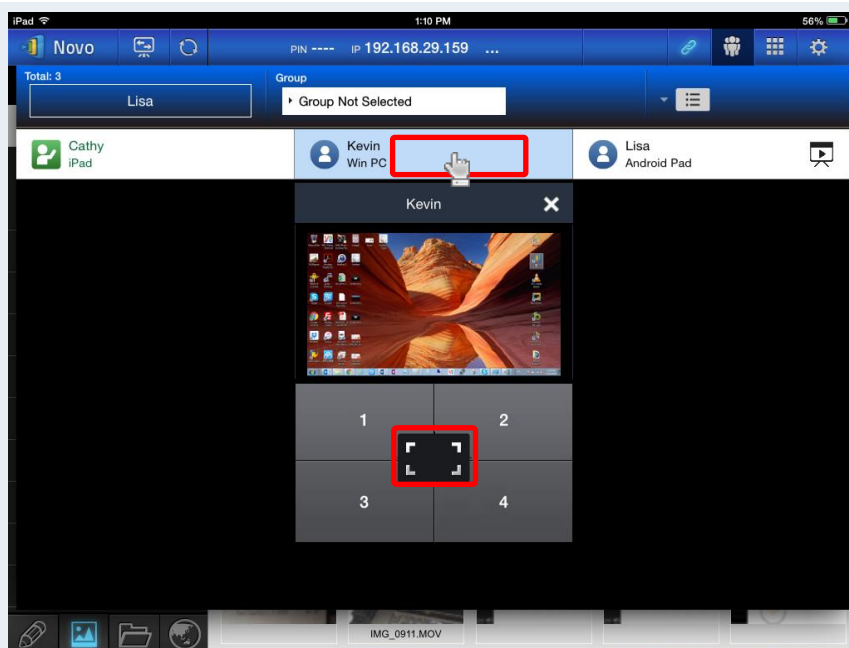 iPad
1:10 PM
56%
Novo
PIN ---- IP 192.168.29.159 ...
Total: 3
Group
Lisa
Group Not Selected
Cathy
iPad
Kevin
Win PC
Lisa
Android Pad
Kevin
1
2
3
4
IMG_0911.MOV